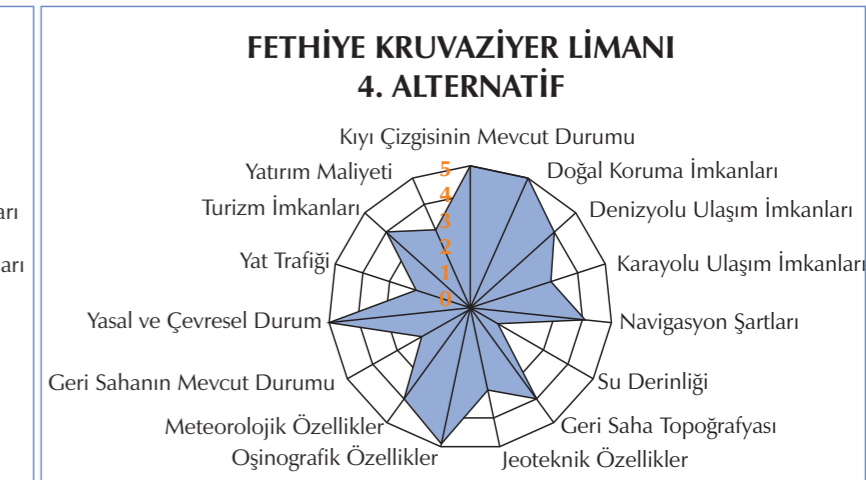 FETHİYE KRUVAZİYER LİMANI
4. ALTERNATİF
Kıyı Çizgisinin Mevcut Durumu
Yatırım Maliyeti
5
Doğal Koruma İmkanları
4
Turizm İmkanları
Denizyolu Ulaşım İmkanları
arı
3
2
Yat Trafiği
Karayolu Ulaşım İmkanları
arı
1
0
Yasal ve Çevresel Durum
Navigasyon Şartları
Geri Sahanın Mevcut Durumu
Su Derinliği
Meteorolojik Özellikler
Geri Saha Topoğrafyası
Oşinografik Özellikler
Jeoteknik Özellikler